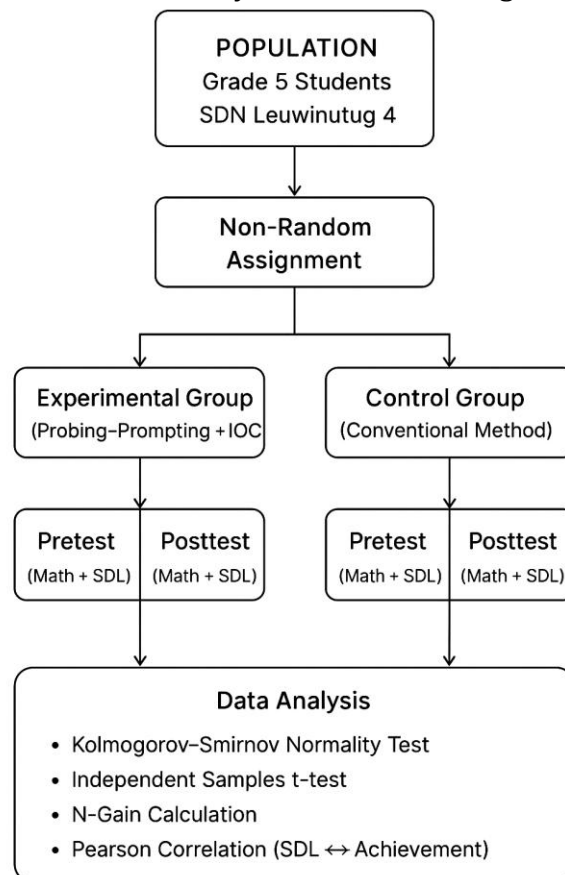 POPULATION
Grade 5 Students
SDN Leuwinutug 4
Non-Random
Assignment
Experimental Group
(Probing–Prompting + IOC
Control Group
(Conventional Method)
Pretest
(Math + SDL)
Posttest
(Math + SDL)
Pretest
(Math + SDL)
Posttest
(Math + SDL)
Data Analysis
• Kolmogorov–Smirnov Normality Test
• Independent Samples t-test
• N-Gain Calculation
• Pearson Correlation (SDL ↔ Achievement)